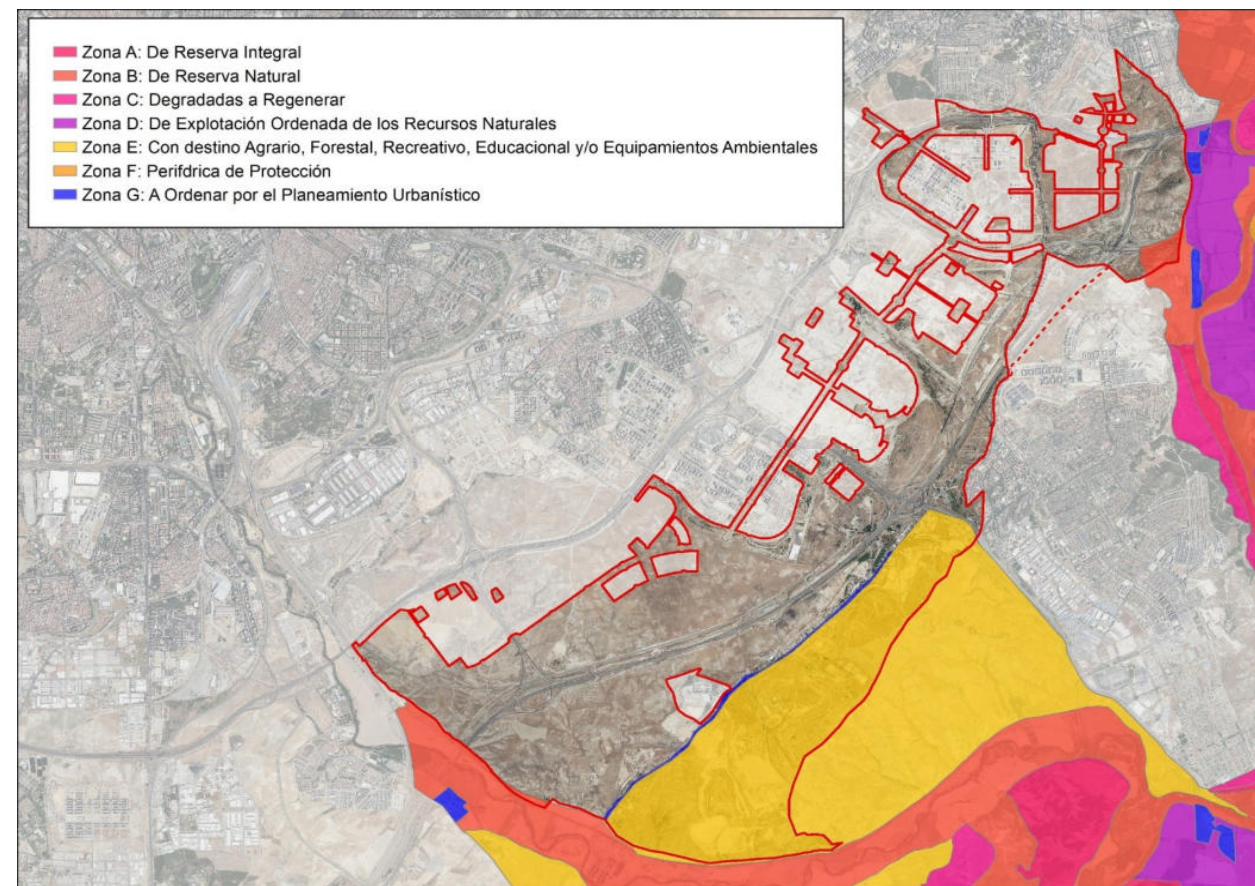 Zona A: De Reserva Integral
Zona B: De Reserva Natural
Zona C: Degradadas a Regenerar
Zona D: De Explotación Ordenada de los Recursos Naturales
Zona E: Con destino Agrario, Forestal, Recreativo, Educacional y/o Equipamientos Ambientales
Zona F: Perifdrica de Protección
Zona G: A Ordenar por el Planeamiento Urbanístico